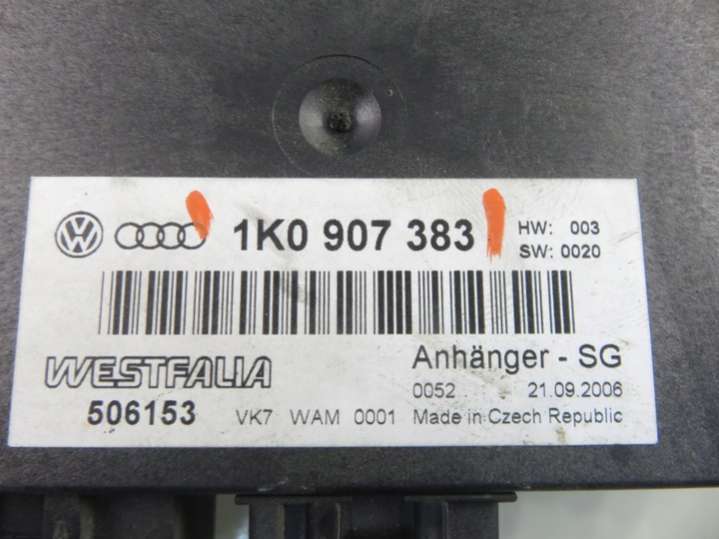 1K0 907 383 HW: 003
SW: 0020
WESTFALIA Anhänger - SG
0052 21.09.2006
506153 VK7 WAM 0001 Made in Czech Republic